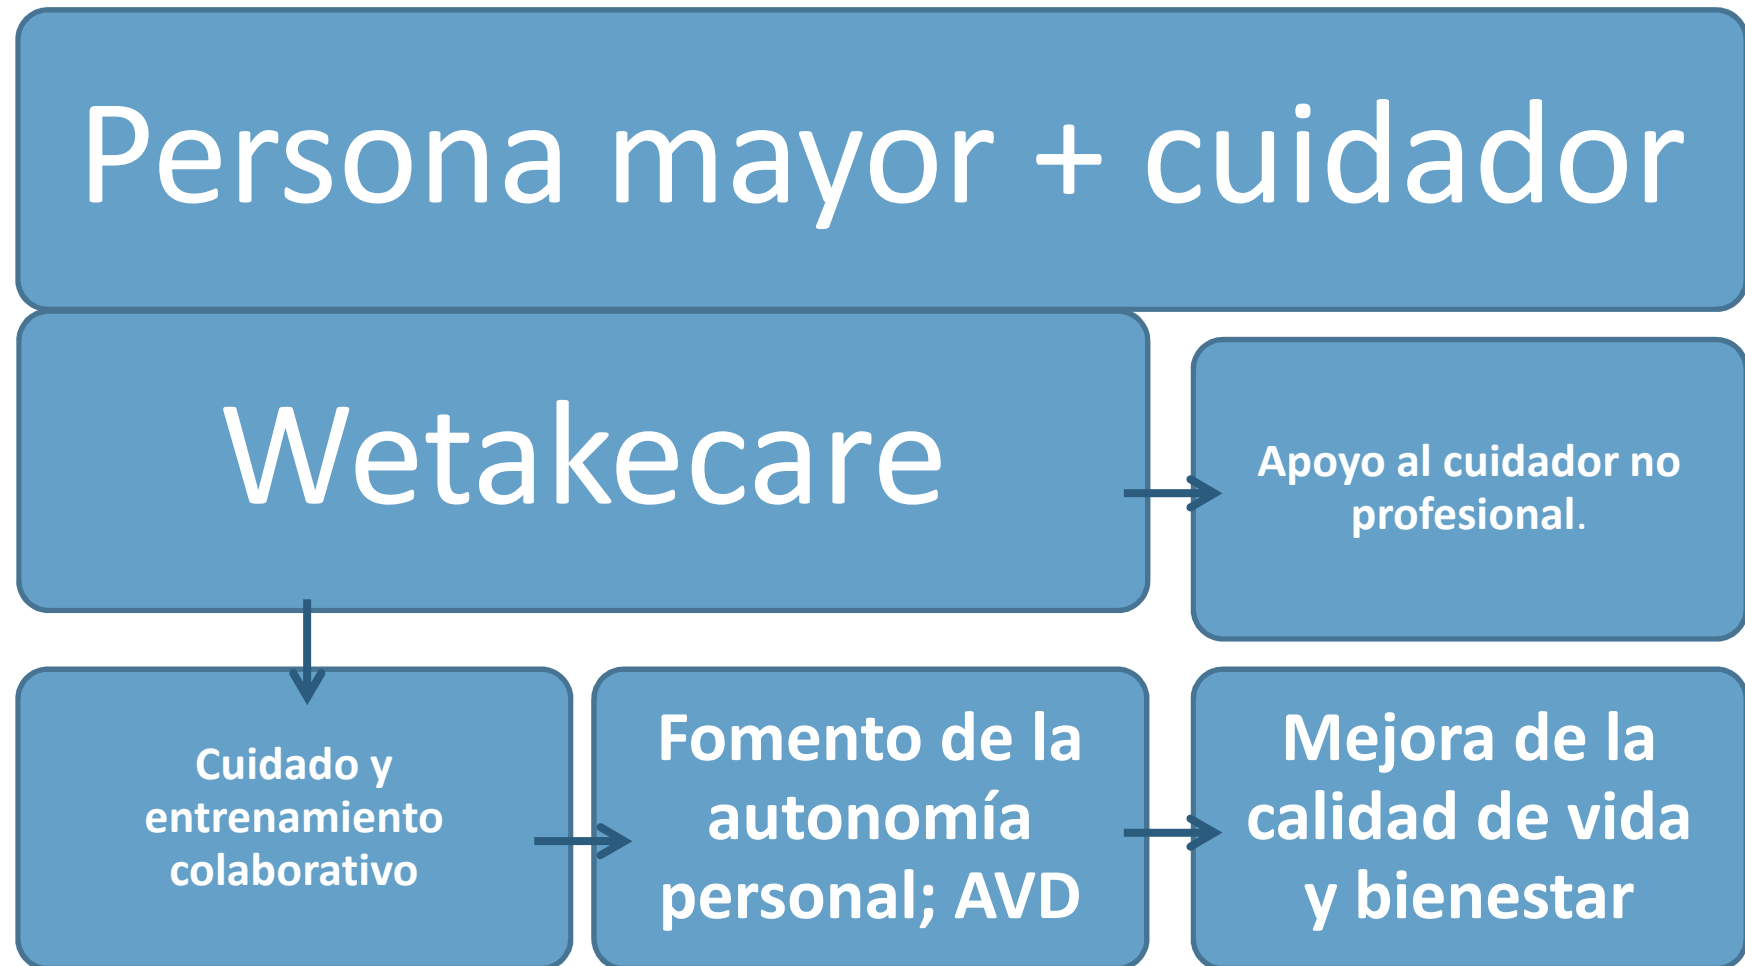 Persona mayor + cuidador
Wetakecare
Apoyo al cuidador no
profesional.
Cuidado y
entrenamiento
colaborativo
Fomento de la
autonomía
personal; AVD
Mejora de la
calidad de vida
y bienestar